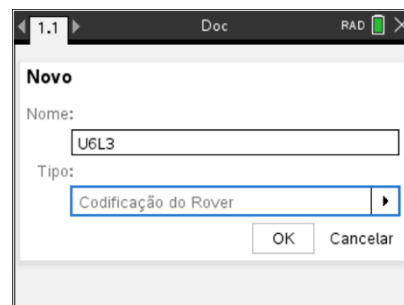 1.1 Doc RAD
Novo
Nome:
U6L3
Tipo:
Codificação do Rover
OK Cancelar